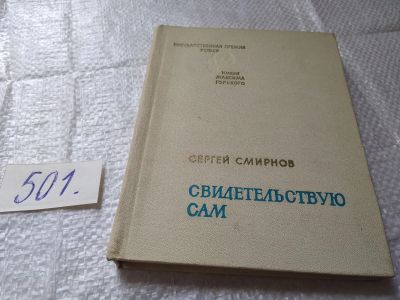 ГОСУДАРСТВЕННАЯ ПРЕМИЯ
РСФСР
ИМЕНИ
МАКСИМА
ГОРЬКОГО
СЕРГЕЙ СМИРНОВ
СВИДЕТЕЛЬСТВУЮ
САМ
501.